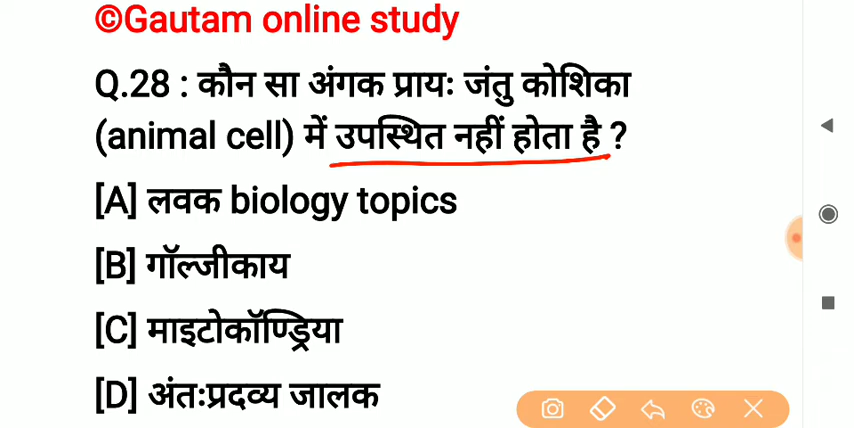 ©Gautam online study
Q.28 : कौन सा अंगक प्रायः जंतु कोशिका
(animal cell) में उपस्थित नहीं होता है ?
[A] लवक biology topics
[B] गॉल्जीकाय
[C] माइटोकॉण्ड्रिया
[D] अंतःप्रदव्य जालक